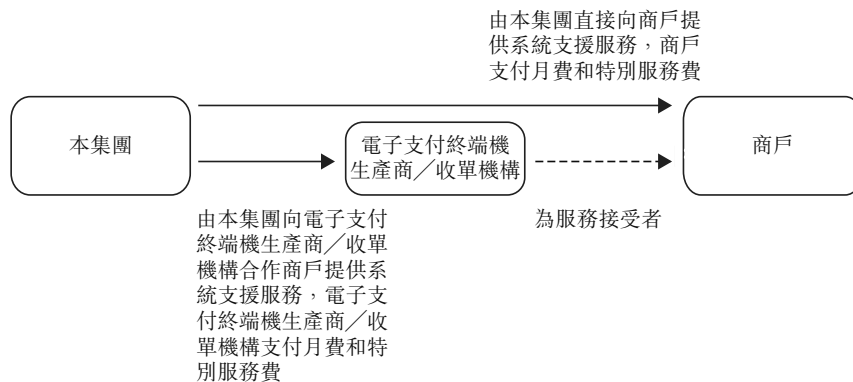 由本集團直接向商戶提
供系統支援服務，商戶
支付月費和特別服務費
本集團
電子支付終端機
生產商／收單機構
商戶
由本集團向電子支付
終端機生產商／收單
機構合作商戶提供系
統支援服務，電子支
付終端機生產商／收
單機構支付月費和特
別服務費
為服務接受者